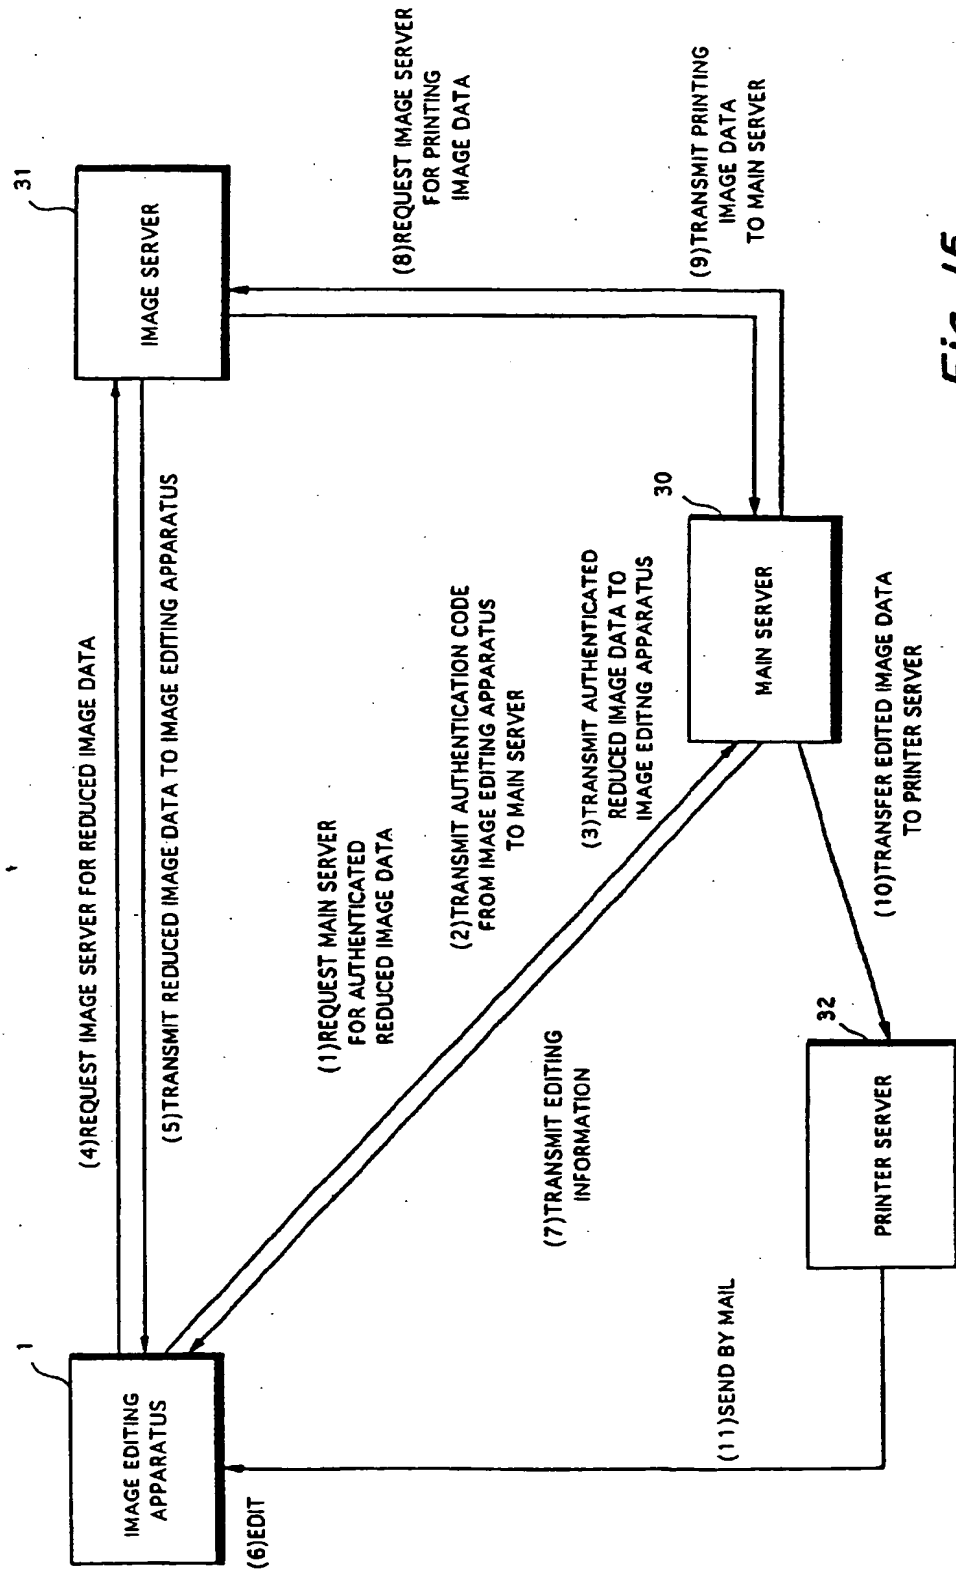 1
IMAGE EDITING
APPARATUS
(6)EDIT
(4)REQUEST IMAGE SERVER FOR REDUCED IMAGE DATA
(5)TRANSMIT REDUCED IMAGE DATA TO IMAGE EDITING APPARATUS
31
IMAGE SERVER
(1)REQUEST MAIN SERVER
FOR AUTHENTICATED
REDUCED IMAGE DATA
(2)TRANSMIT AUTHENTICATION CODE
FROM IMAGE EDITING APPARATUS
TO MAIN SERVER
(3)TRANSMIT AUTHENTICATED
REDUCED IMAGE DATA TO
IMAGE EDITNG APPARATUS
(7)TRANSMIT EDITING
INFORMATION
(8)REQUEST IMAGE SERVER
FOR PRINTING
IMAGE DATA
(9)TRANSMIT PRINTING
IMAGE DATA
TO MAIN SERVER
30
MAIN SERVER
(10)TRANSFER EDITED IMAGE DATA
TO PRINTER SERVER
32
PRINTER SERVER
(11)SEND BY MAIL